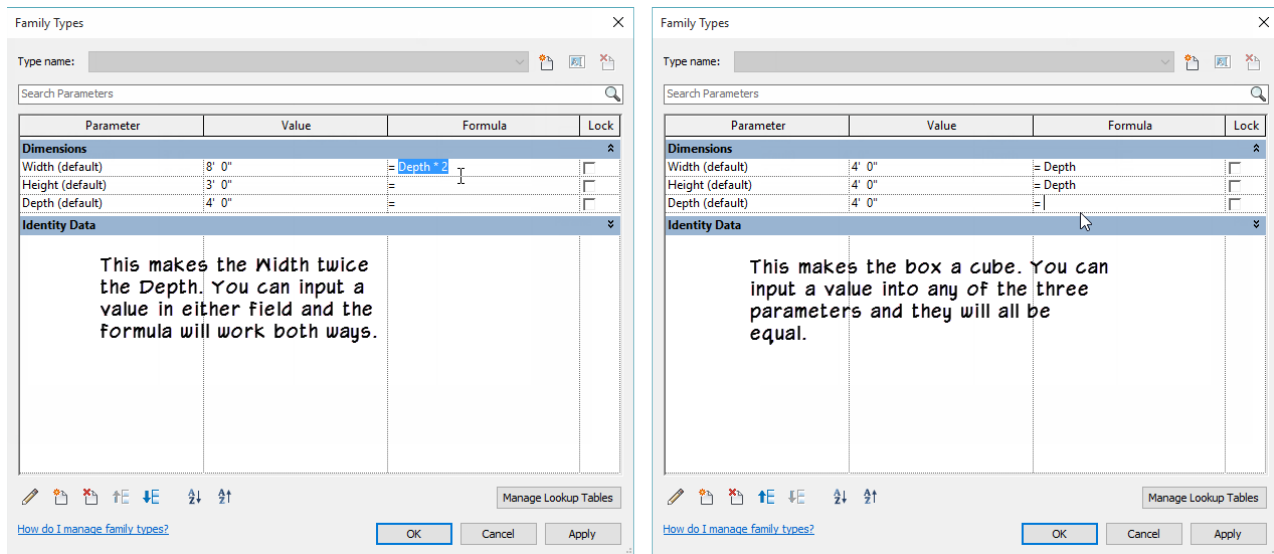 Family Types
Type name:
Search Parameters
Parameter Value Formula Lock
Dimensions
Width (default) 8' 0" = Depth * 2
Height (default) 3' 0" =
Depth (default) 4' 0" =
Identity Data
This makes the Width twice
the Depth. You can input a
value in either field and the
formula will work both ways.
Manage Lookup Tables
How do I manage family types?
OK Cancel Apply
Family Types
Type name:
Search Parameters
Parameter Value Formula Lock
Dimensions
Width (default) 4' 0" = Depth
Height (default) 4' 0" = Depth
Depth (default) 4' 0" =
Identity Data
This makes the box a cube. You can
input a value into any of the three
parameters and they will all be
equal.
Manage Lookup Tables
How do I manage family types?
OK Cancel Apply